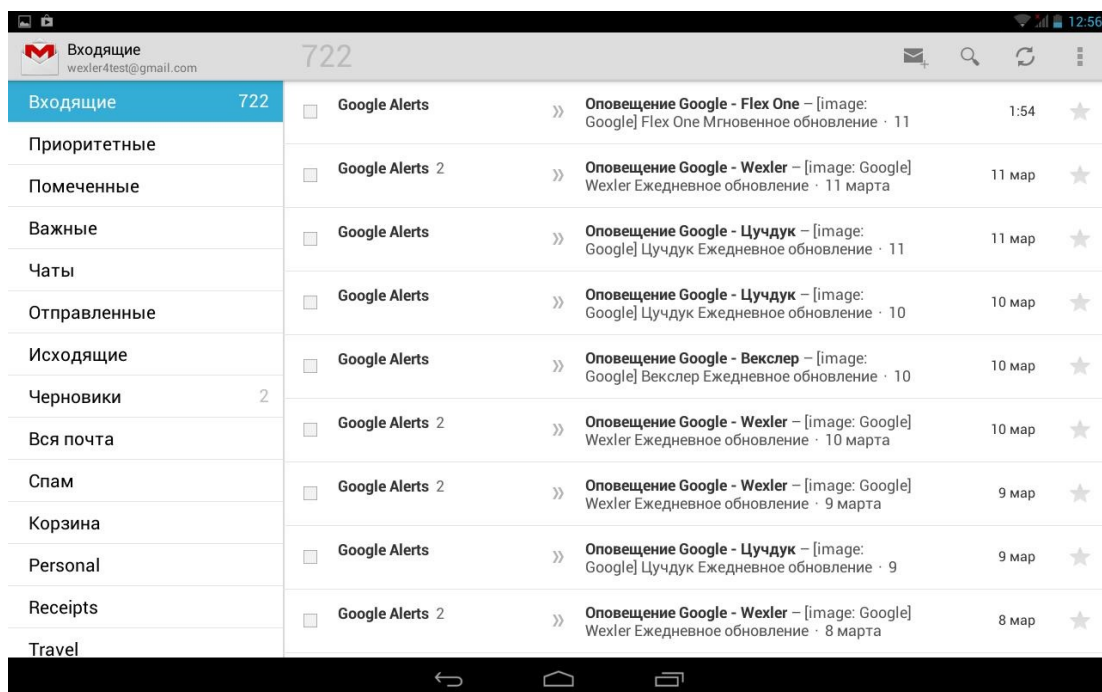 12:56
Входящие
wexler4test@gmail.com
722
Входящие 722
Приоритетные
Помеченные
Важные
Чаты
Отправленные
Исходящие
Черновики 2
Вся почта
Спам
Корзина
Personal
Receipts
Travel
Google Alerts » Оповещение Google - Flex One – [image: 1:54
Google] Flex One Мгновенное обновление · 11
Google Alerts 2 » Оповещение Google - Wexler – [image: Google] 11 мар
Wexler Ежедневное обновление · 11 марта
Google Alerts » Оповещение Google - Цучдук – [image: 11 мар
Google] Цучдук Ежедневное обновление · 11
Google Alerts » Оповещение Google - Цучдук – [image: 10 мар
Google] Цучдук Ежедневное обновление · 10
Google Alerts » Оповещение Google - Векслер – [image: 10 мар
Google] Векслер Ежедневное обновление · 10
Google Alerts 2 » Оповещение Google - Wexler – [image: Google] 10 мар
Wexler Ежедневное обновление · 10 марта
Google Alerts 2 » Оповещение Google - Wexler – [image: Google] 9 мар
Wexler Ежедневное обновление · 9 марта
Google Alerts » Оповещение Google - Цучдук – [image: 9 мар
Google] Цучдук Ежедневное обновление · 9
Google Alerts 2 » Оповещение Google - Wexler – [image: Google] 8 мар
Wexler Ежедневное обновление · 8 марта